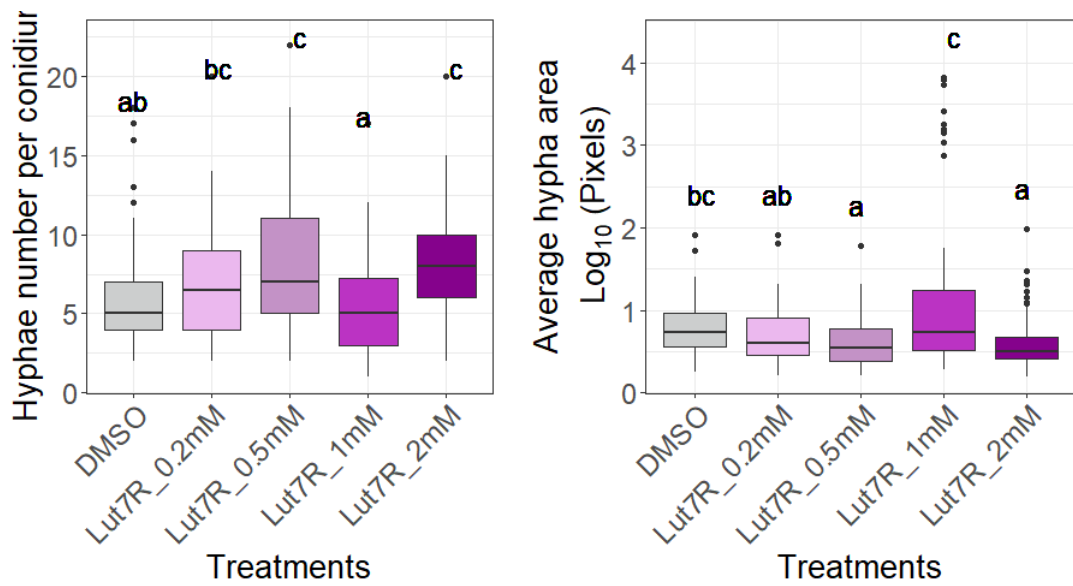 Hyphae number per conidiur
20
15
10
5
0
ab
bc
c
a
c
DMSO
Lut7R_0.2mM
Lut7R_0.5mM
Lut7R_1mM
Lut7R_2mM
Treatments
Average hypha area
Log₁₀ (Pixels)
4
3
2
1
0
bc
ab
a
c
a
DMSO
Lut7R_0.2mM
Lut7R_0.5mM
Lut7R_1mM
Lut7R_2mM
Treatments